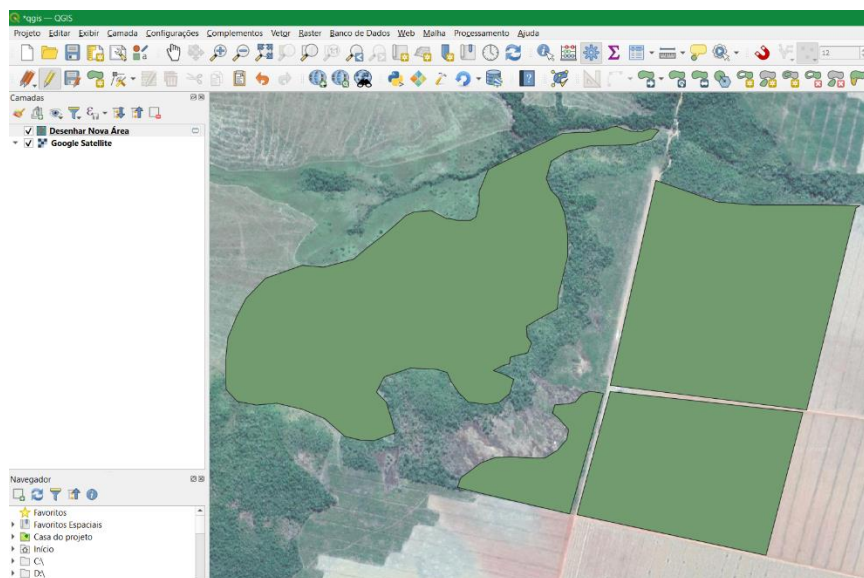 *qgis — QGIS
Projeto Editar Exibir Camada Configurações Complementos Vetor Raster Banco de Dados Web Malha Processamento Ajuda
12
Camadas
Desenhar Nova Área
Google Satellite
Navegador
Favoritos
Favoritos Espaciais
Casa do projeto
Início
C:\
D:\